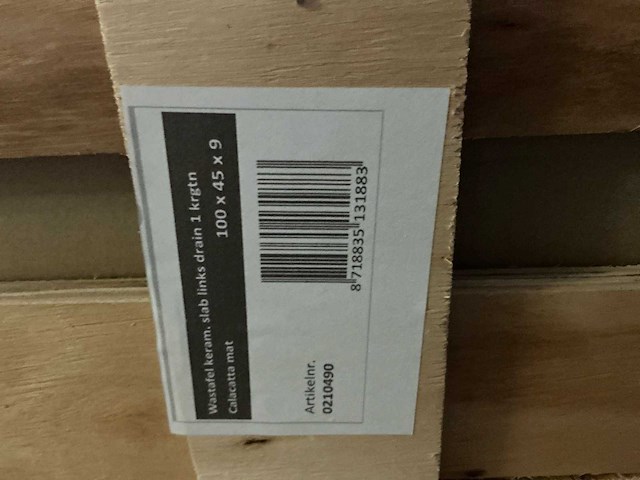 Wastafel keram. slab links drain 1 krgtn
100 x 45 x 9
Calacatta mat
8 718835 131883
Artikelnr.
0210490